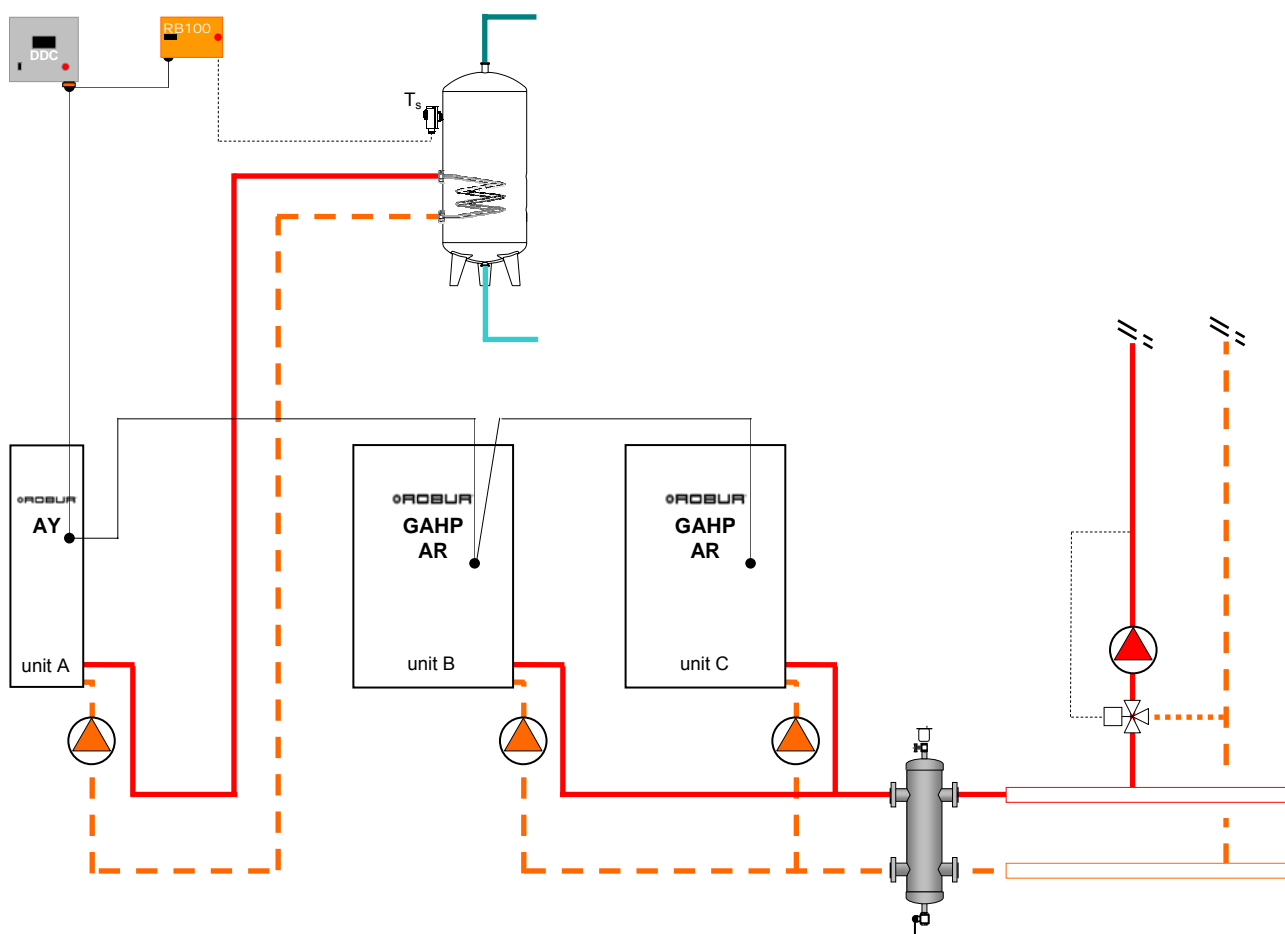 RB100
DDC
Ts
ROBUR
AY
unit A
ROBUR
GAHP
AR
unit B
ROBUR
GAHP
AR
unit C